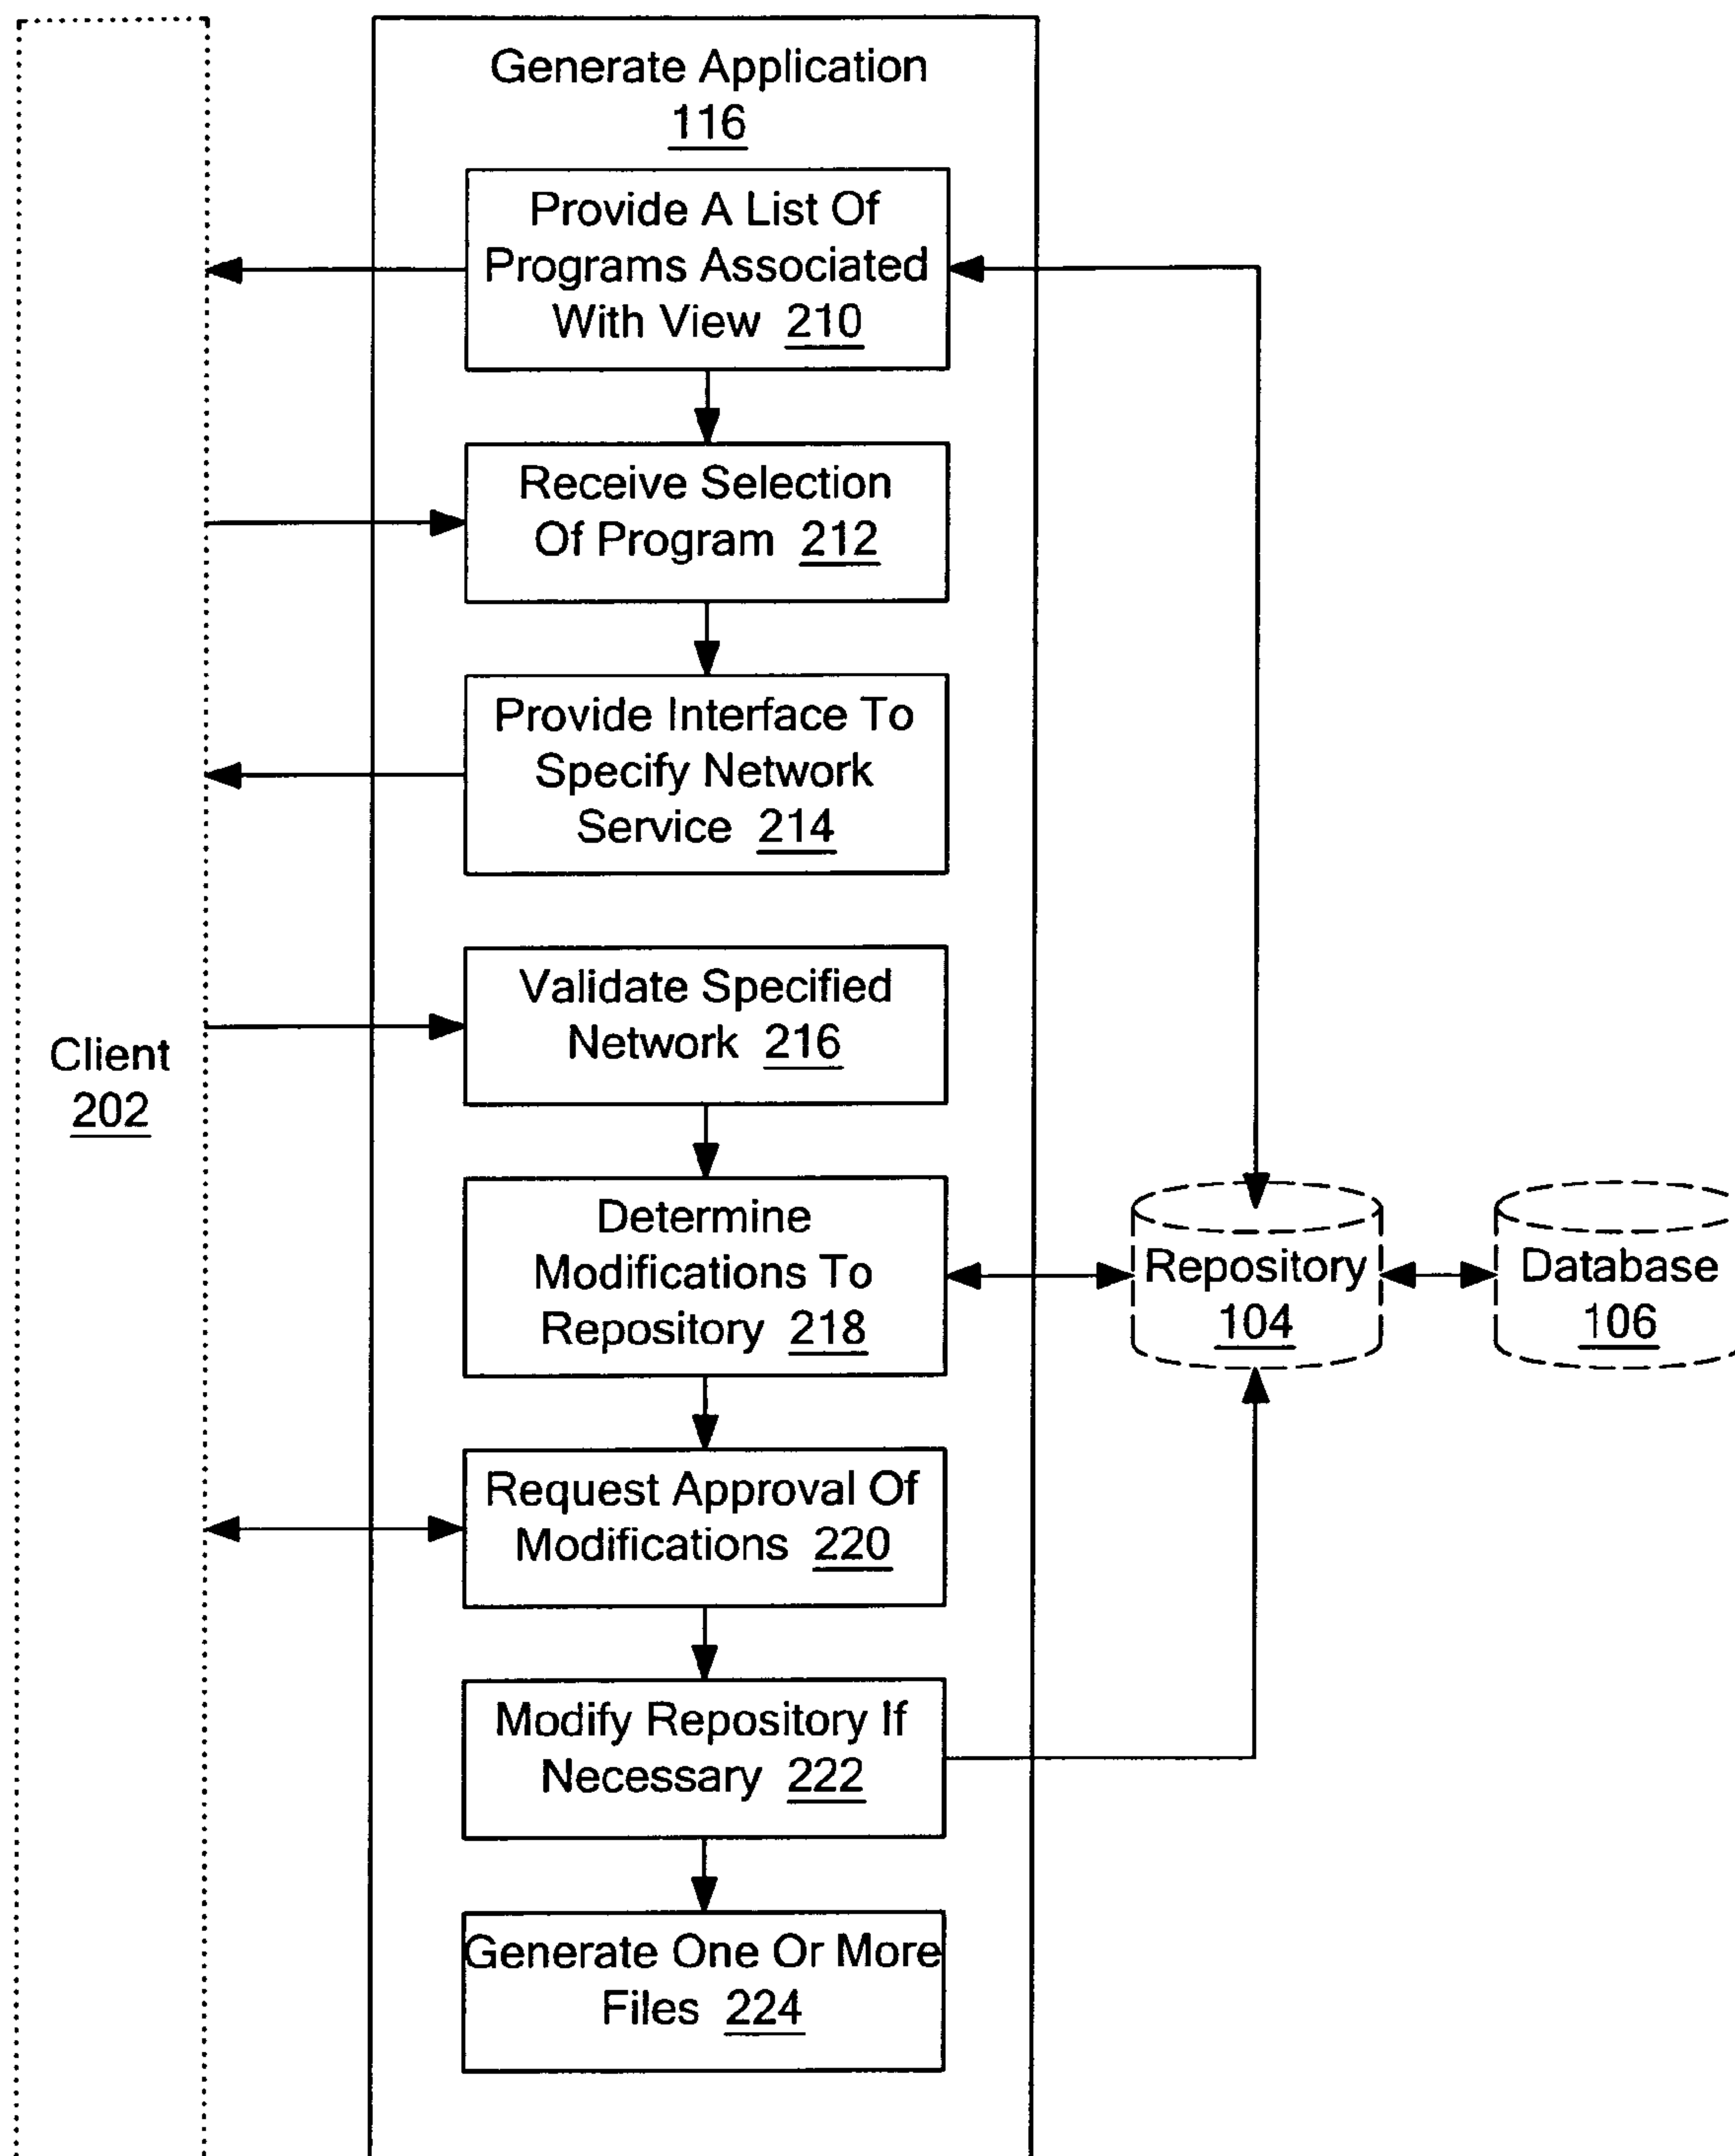 Generate Application
116
Provide A List Of
Programs Associated
With View 210
Receive Selection
Of Program 212
Provide Interface To
Specify Network
Service 214
Validate Specified
Network 216
Client
202
Determine
Modifications To
Repository 218
Repository
104
Database
106
Request Approval Of
Modifications 220
Modify Repository If
Necessary 222
Generate One Or More
Files 224